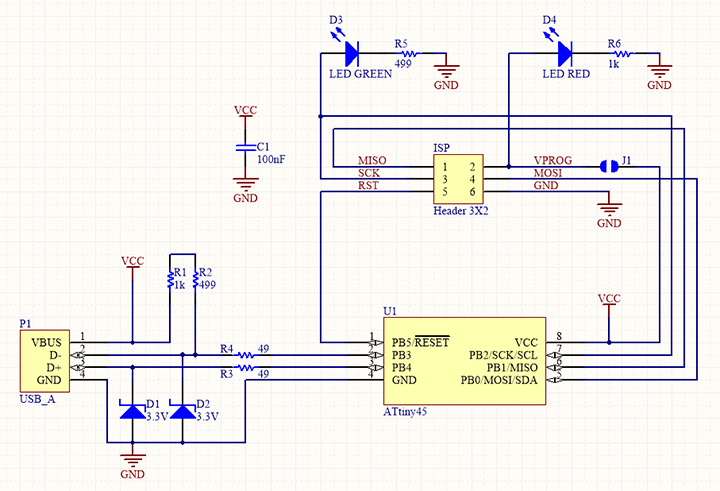 D3
R5
499
LED GREEN
GND
D4
R6
1k
LED RED
GND
VCC
C1
100nF
GND
ISP
MISO 1 2 VPROG J1
SCK 3 4 MOSI
RST 5 6 GND
Header 3X2
GND
VCC
R1
1k
R2
499
VCC
P1
VBUS 1
D- 2
D+ 3
GND 4
USB_A
R4 49
R3 49
D1
3.3V
D2
3.3V
GND
U1
1 PB5/RESET VCC 8
2 PB3 PB2/SCK/SCL 7
3 PB4 PB1/MISO 6
4 GND PB0/MOSI/SDA 5
ATtiny45